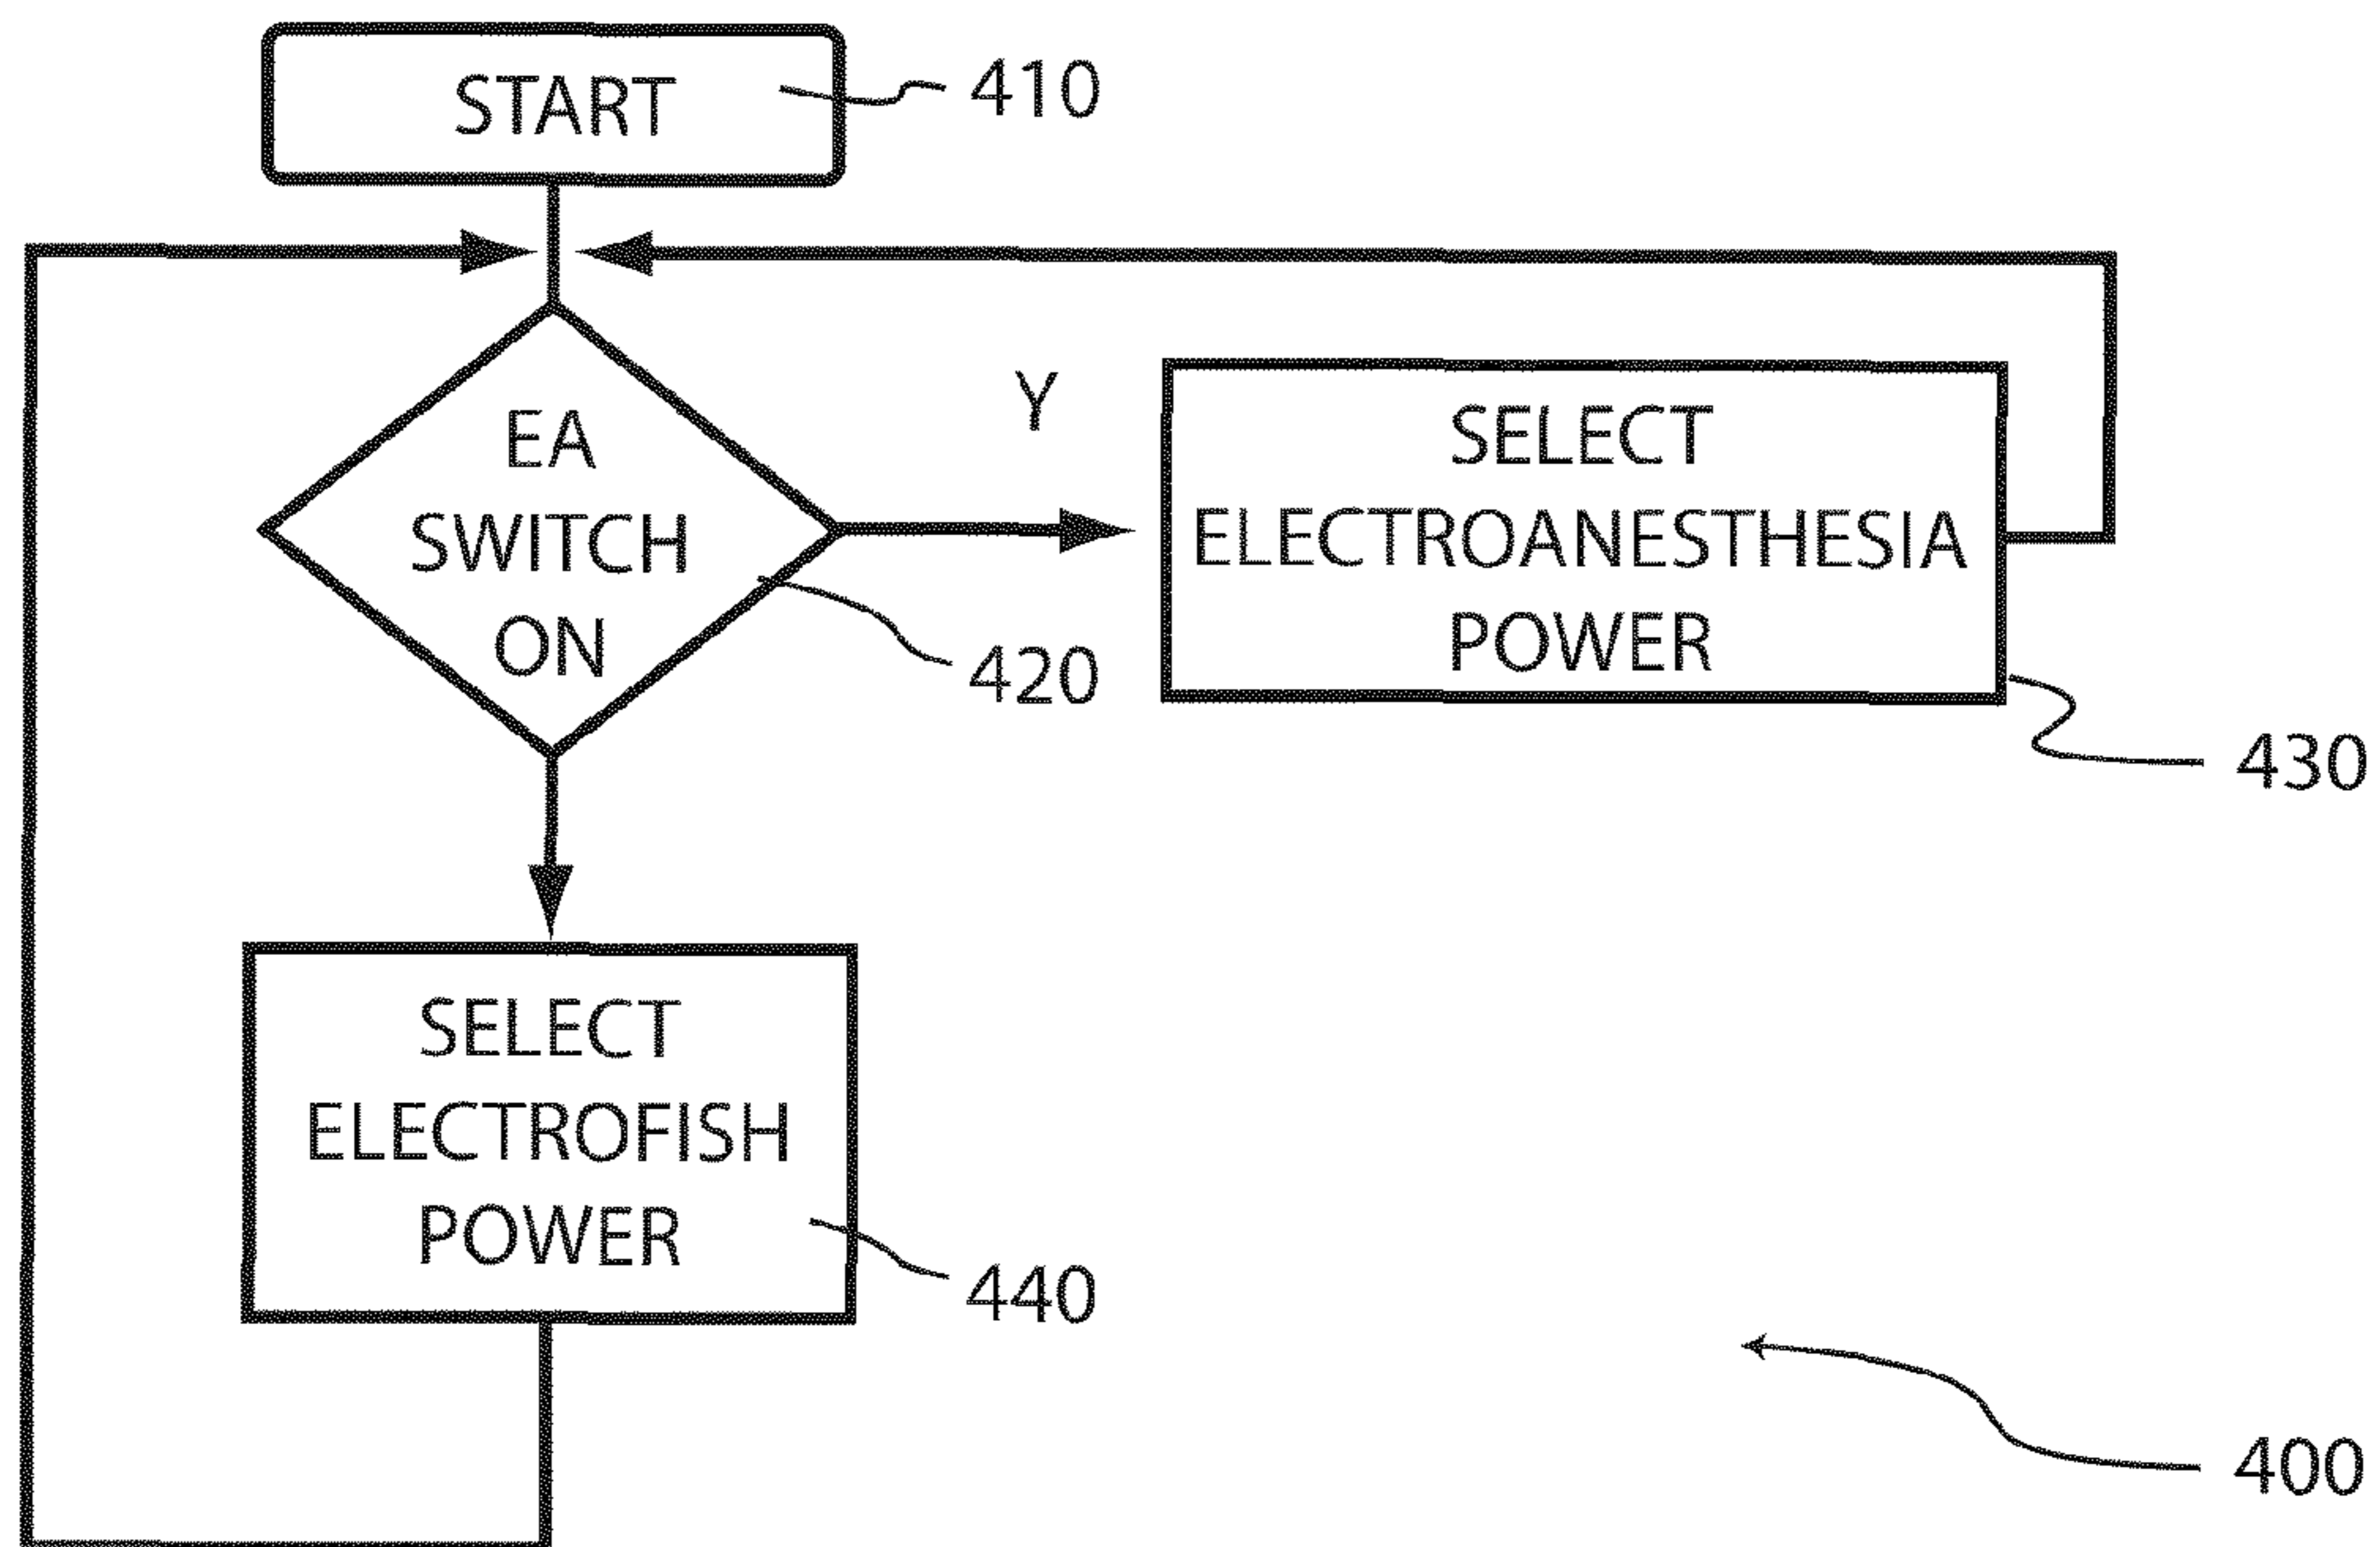 START
410
EA
SWITCH
ON
420
Y
SELECT
ELECTROANESTHESIA
POWER
430
SELECT
ELECTROFISH
POWER
440
400